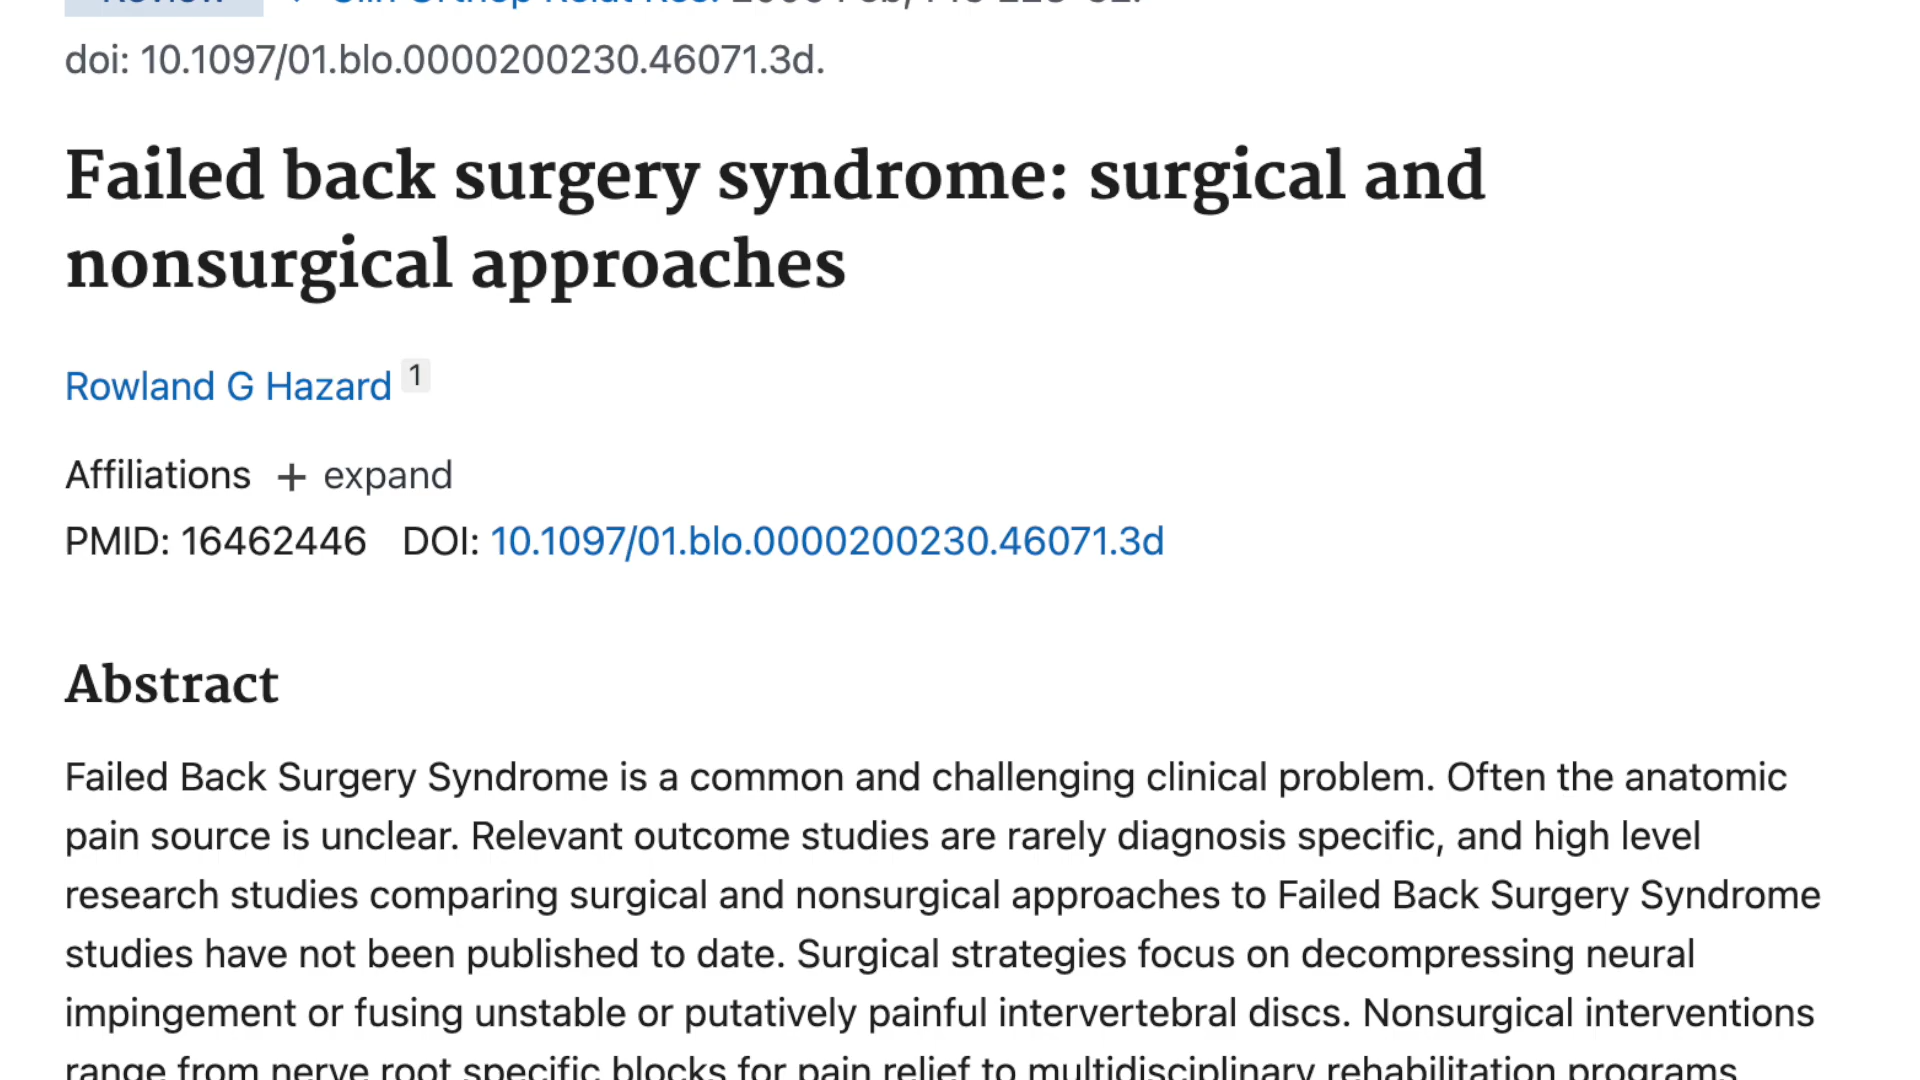 Review
Clin Orthop Relat Res.
doi: 10.1097/01.blo.0000200230.46071.3d.
Failed back surgery syndrome: surgical and
nonsurgical approaches
Rowland G Hazard 1
Affiliations + expand
PMID: 16462446 DOI: 10.1097/01.blo.0000200230.46071.3d
Abstract
Failed Back Surgery Syndrome is a common and challenging clinical problem. Often the anatomic
pain source is unclear. Relevant outcome studies are rarely diagnosis specific, and high level
research studies comparing surgical and nonsurgical approaches to Failed Back Surgery Syndrome
studies have not been published to date. Surgical strategies focus on decompressing neural
impingement or fusing unstable or putatively painful intervertebral discs. Nonsurgical interventions
range from nerve root specific blocks for pain relief to multidisciplinary rehabilitation programs